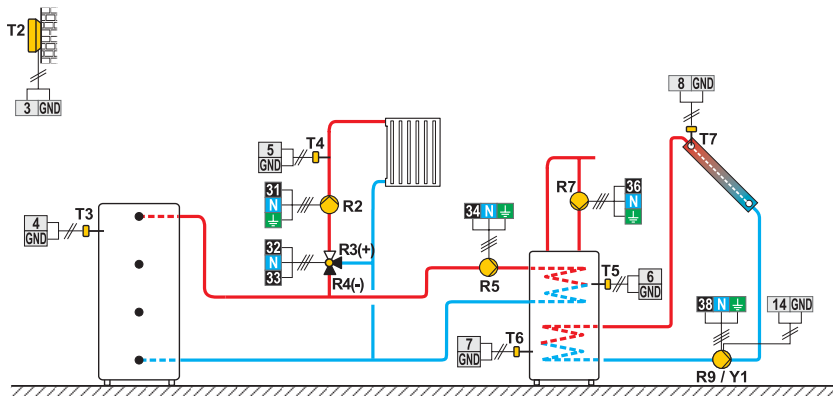 T2
3 GND
T4
5
GND
31
N
R2
32
N
33
R3(+)
R4(-)
4
GND
T3
34 N
R5
R7
36
N
8 GND
T7
T5
6
GND
7
GND
T6
38 N
14 GND
R9 / Y1